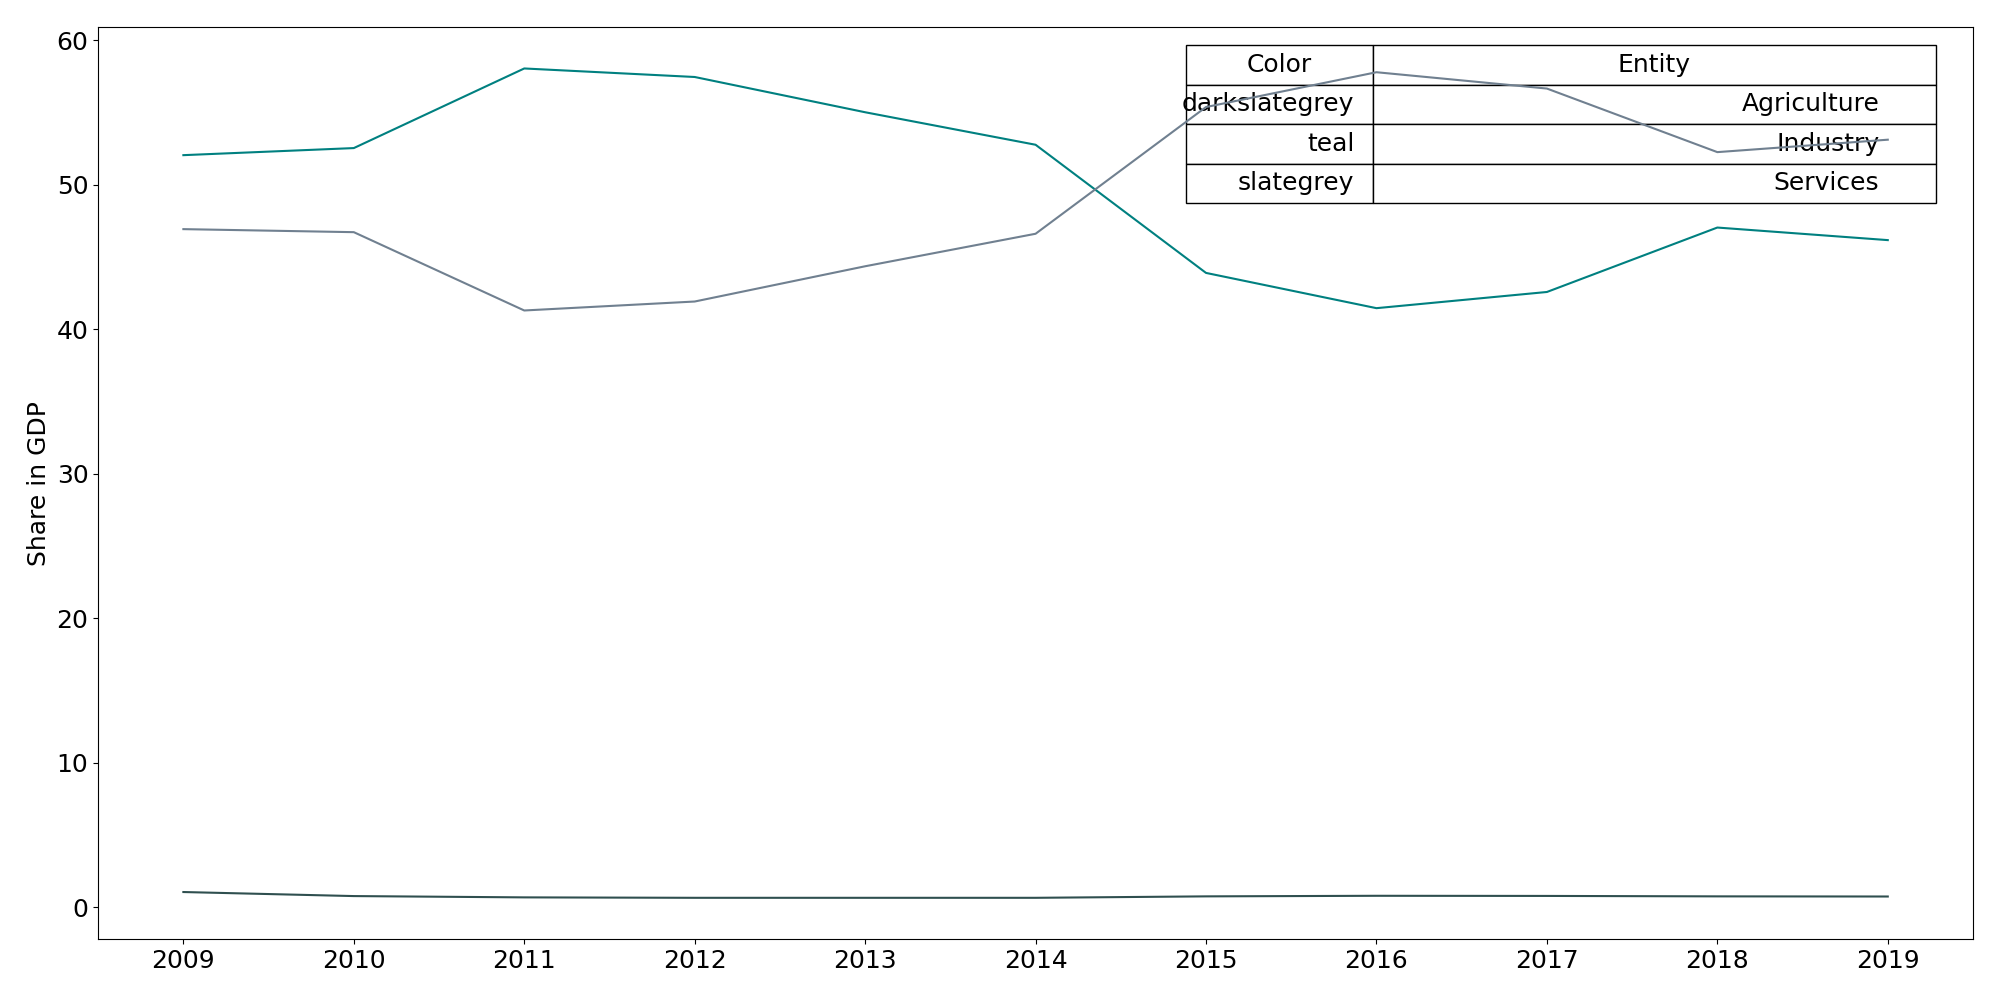 60
50
40
30
20
10
0
Share in GDP
Color Entity
darkslategrey Agriculture
teal Industry
slategrey Services
2009 2010 2011 2012 2013 2014 2015 2016 2017 2018 2019